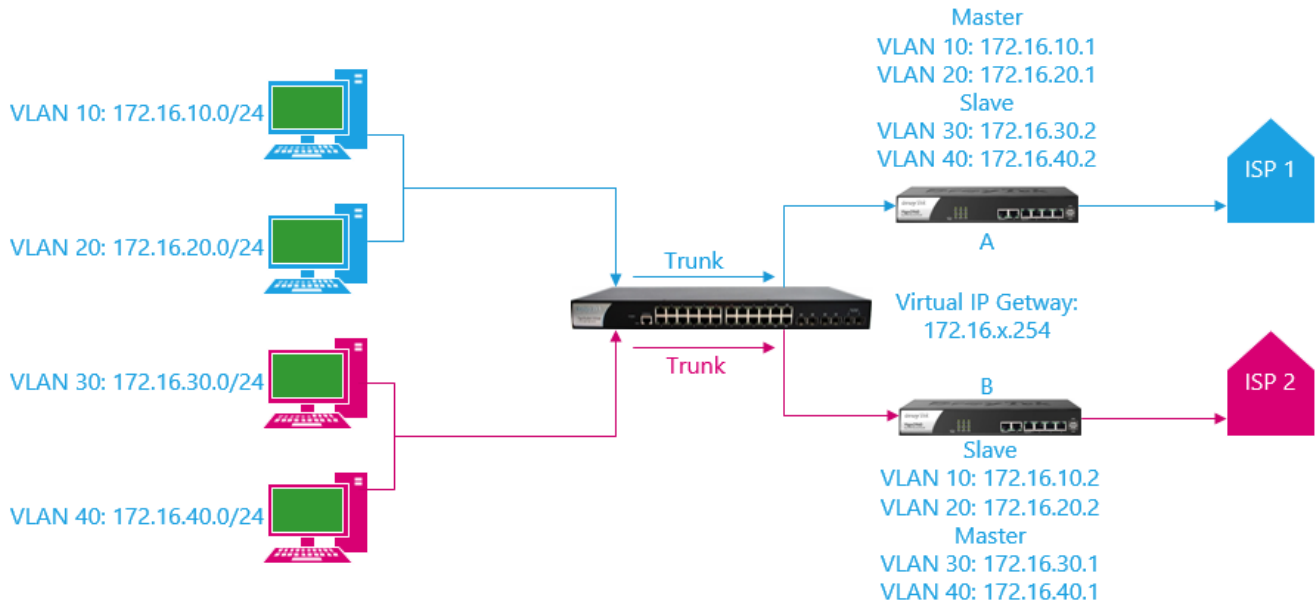 Master
VLAN 10: 172.16.10.1
VLAN 20: 172.16.20.1
Slave
VLAN 30: 172.16.30.2
VLAN 40: 172.16.40.2
VLAN 10: 172.16.10.0/24
ISP 1
A
VLAN 20: 172.16.20.0/24
Trunk
Virtual IP Getway:
172.16.x.254
Trunk
VLAN 30: 172.16.30.0/24
ISP 2
B
Slave
VLAN 10: 172.16.10.2
VLAN 20: 172.16.20.2
Master
VLAN 30: 172.16.30.1
VLAN 40: 172.16.40.1
VLAN 40: 172.16.40.0/24